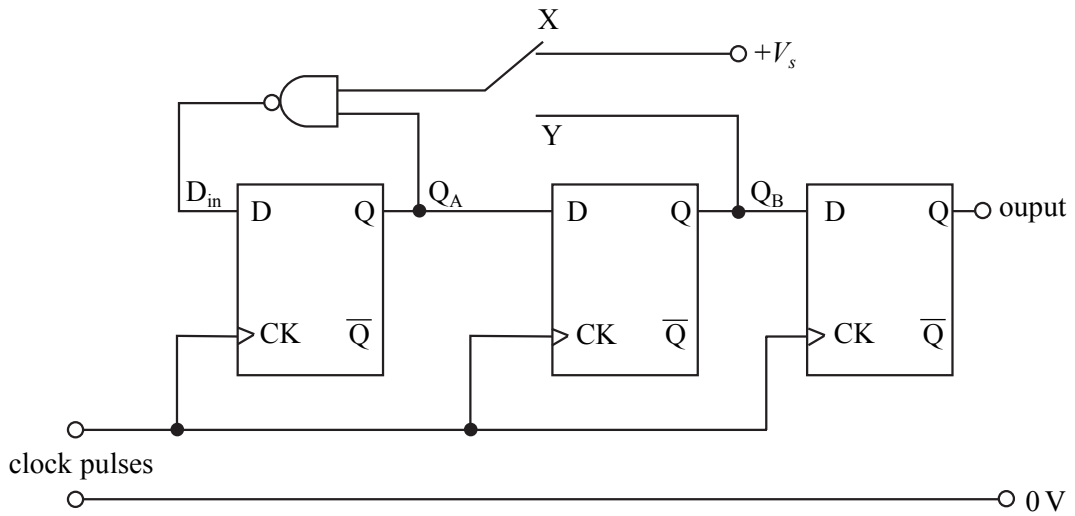 X
+Vs
Y
Din
QA
QB
D Q
D Q
D Q
ouput
CK Q̅
CK Q̅
CK Q̅
clock pulses
0 V